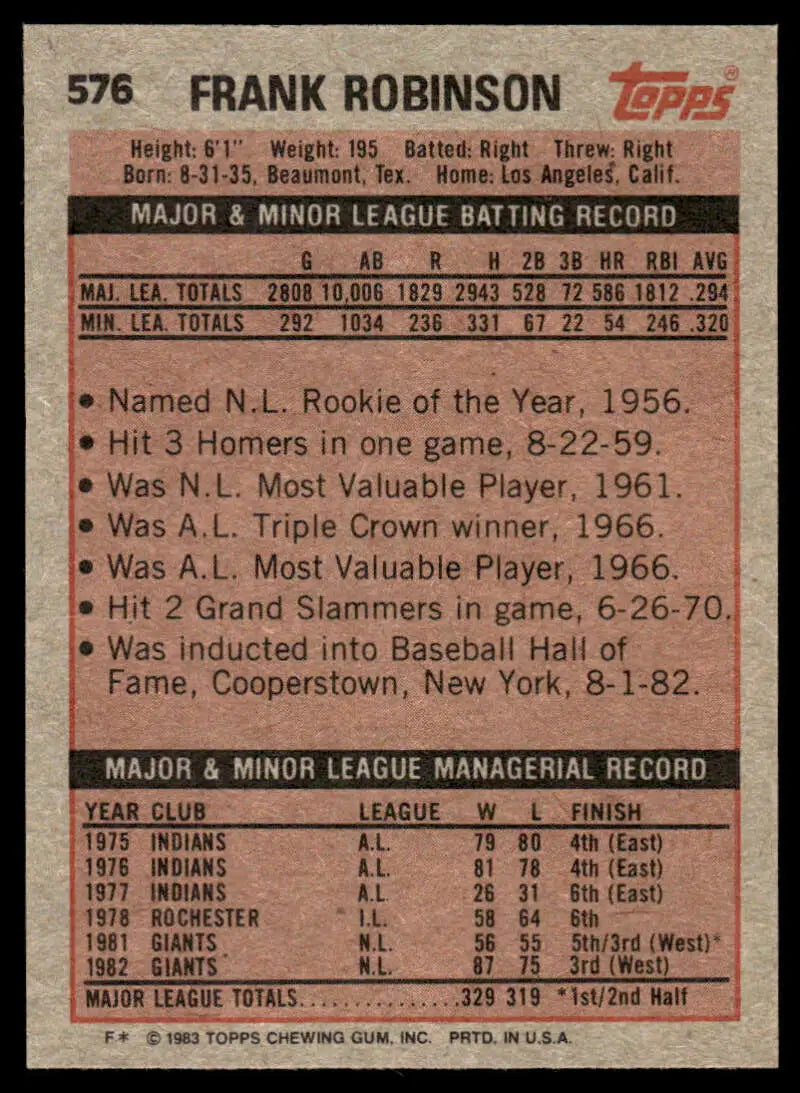 576 FRANK ROBINSON Topps®
Height: 6'1" Weight: 195 Batted: Right Threw: Right
Born: 8-31-35, Beaumont, Tex. Home: Los Angeles, Calif.
MAJOR & MINOR LEAGUE BATTING RECORD
G AB R H 2B 3B HR RBI AVG
MAJ. LEA. TOTALS 2808 10,006 1829 2943 528 72 586 1812 .294
MIN. LEA. TOTALS 292 1034 236 331 67 22 54 246 .320
• Named N.L. Rookie of the Year, 1956.
• Hit 3 Homers in one game, 8-22-59.
• Was N.L. Most Valuable Player, 1961.
• Was A.L. Triple Crown winner, 1966.
• Was A.L. Most Valuable Player, 1966.
• Hit 2 Grand Slammers in game, 6-26-70.
• Was inducted into Baseball Hall of
Fame, Cooperstown, New York, 8-1-82.
MAJOR & MINOR LEAGUE MANAGERIAL RECORD
YEAR CLUB LEAGUE W L FINISH
1975 INDIANS A.L. 79 80 4th (East)
1976 INDIANS A.L. 81 78 4th (East)
1977 INDIANS A.L. 26 31 6th (East)
1978 ROCHESTER I.L. 58 64 6th
1981 GIANTS N.L. 56 55 5th/3rd (West)*
1982 GIANTS N.L. 87 75 3rd (West)
MAJOR LEAGUE TOTALS...............329 319 *1st/2nd Half
F* © 1983 TOPPS CHEWING GUM, INC. PRTD. IN U.S.A.